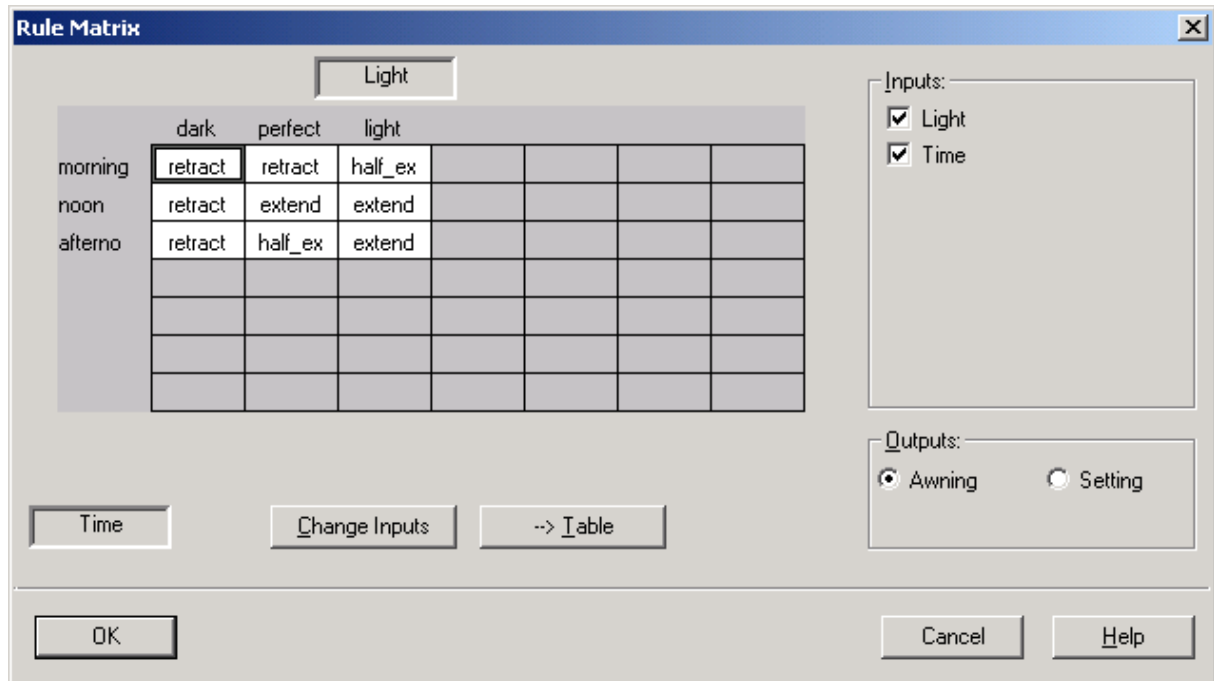 Rule Matrix
Light
Inputs:
Light
Time
dark perfect light
morning retract retract half_ex
noon retract extend extend
afterno retract half_ex extend
Outputs:
Awning Setting
Time Change Inputs --> Table
OK Cancel Help